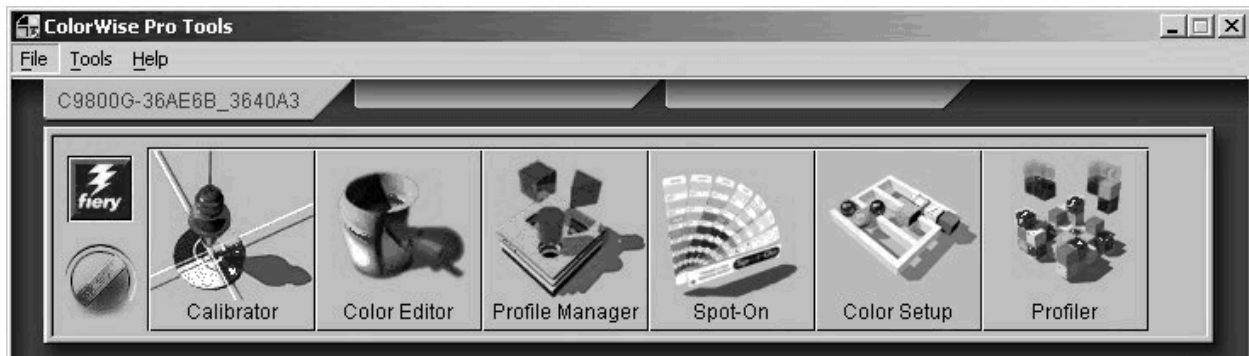 ColorWise Pro Tools
File Tools Help
C9800G-36AE6B_3640A3
fiery
Calibrator Color Editor Profile Manager Spot-On Color Setup Profiler